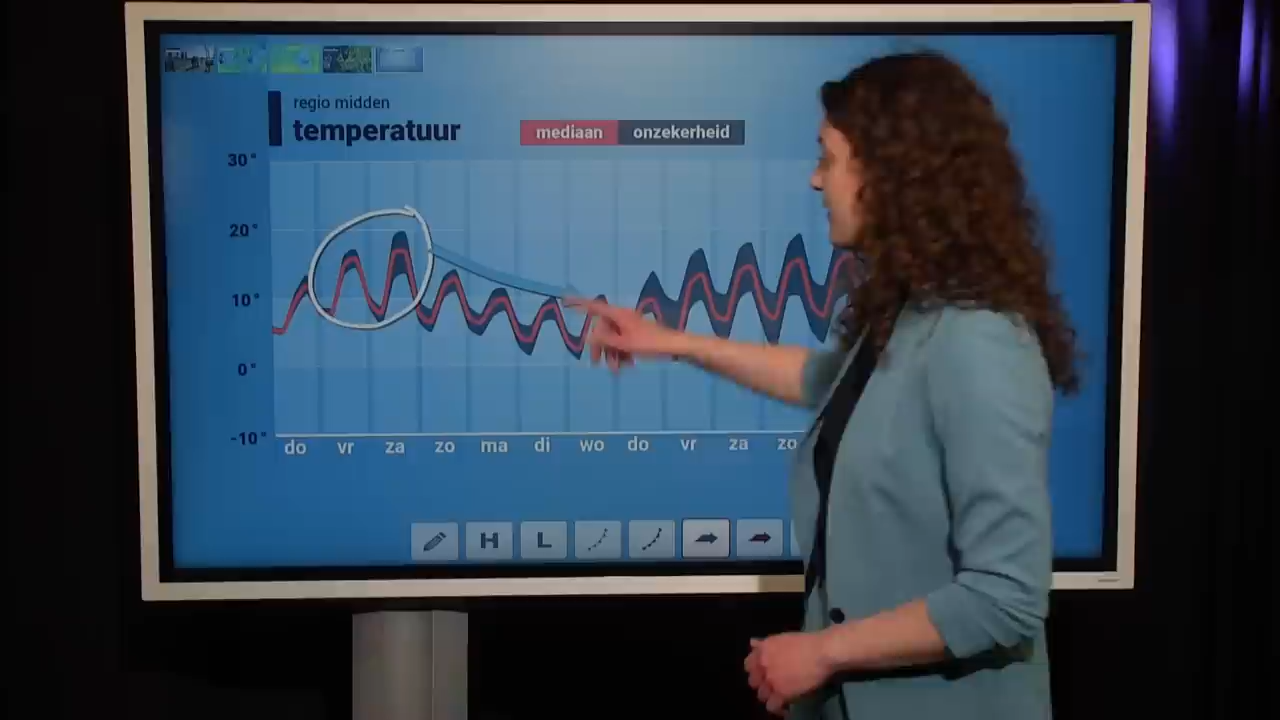 regio midden
temperatuur
mediaan onzekerheid
30°
20°
10°
0°
-10°
do vr za zo ma di wo do vr za zo
H L